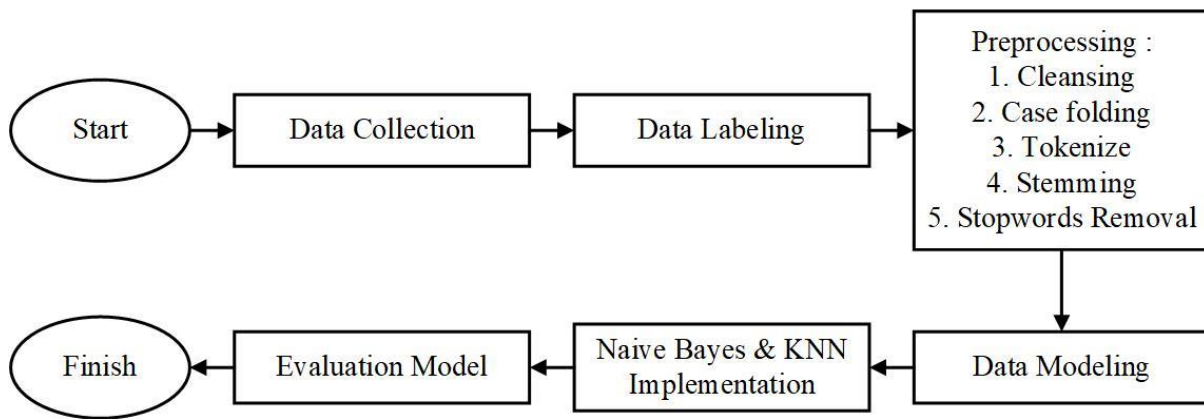 Start
Data Collection
Data Labeling
Preprocessing :
1. Cleansing
2. Case folding
3. Tokenize
4. Stemming
5. Stopwords Removal
Data Modeling
Naive Bayes & KNN
Implementation
Evaluation Model
Finish